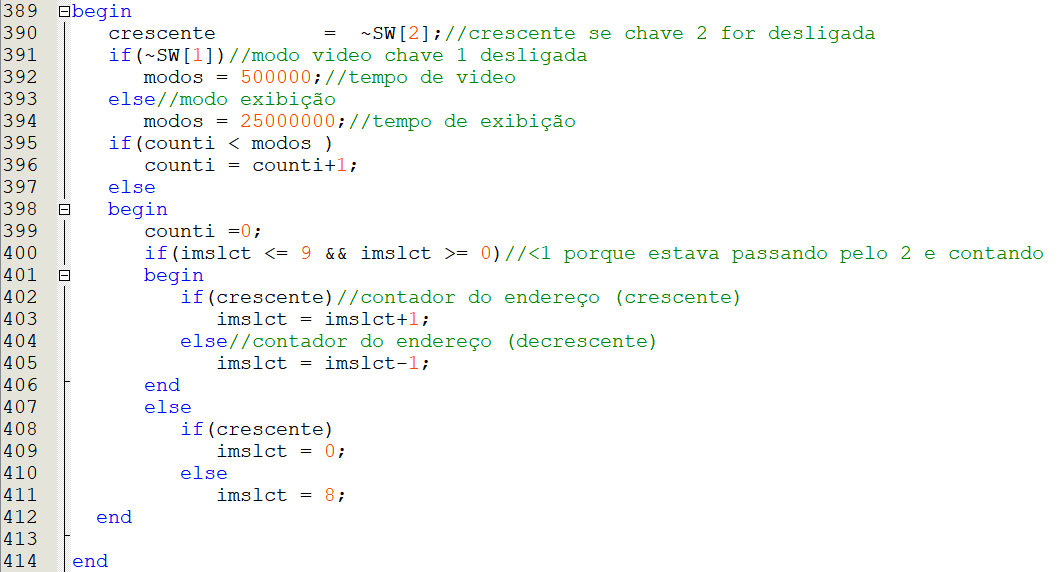 389 begin
390 crescente = ~SW[2];//crescente se chave 2 for desligada
391 if(~SW[1])//modo video chave 1 desligada
392 modos = 500000;//tempo de video
393 else//modo exibição
394 modos = 25000000;//tempo de exibição
395 if(counti < modos )
396 counti = counti+1;
397 else
398 begin
399 counti =0;
400 if(imslct <= 9 && imslct >= 0)//<1 porque estava passando pelo 2 e contando
401 begin
402 if(crescente)//contador do endereço (crescente)
403 imslct = imslct+1;
404 else//contador do endereço (decrescente)
405 imslct = imslct-1;
406 end
407 else
408 if(crescente)
409 imslct = 0;
410 else
411 imslct = 8;
412 end
413
414 end